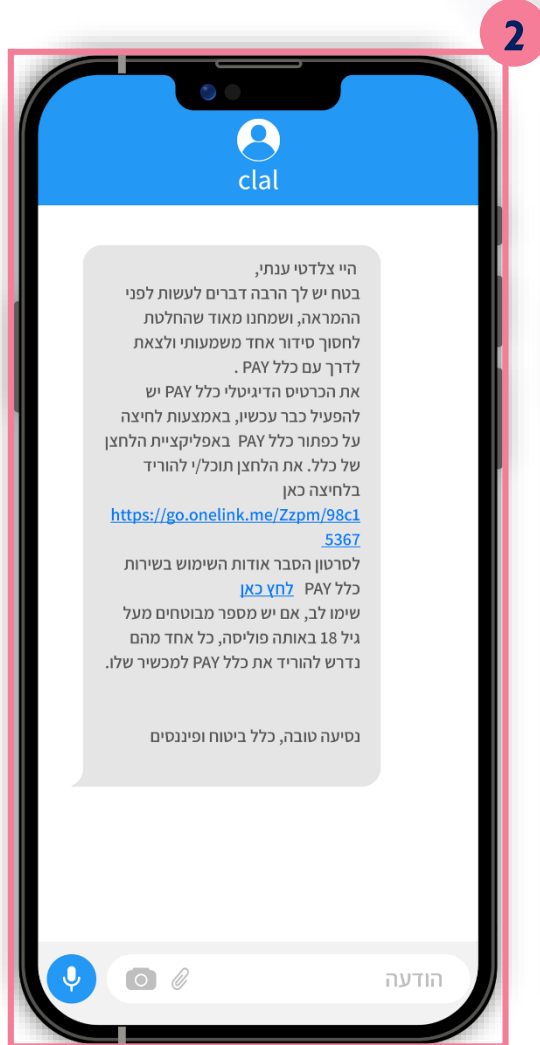 2
clal
היי צלדטי ענתי,
בטח יש לך הרבה דברים לעשות לפני
ההמראה, ושמחנו מאוד שהחלטת
לחסוך סידור אחד משמעותי ולצאת
לדרך עם כלל PAY .
את הכרטיס הדיגיטלי כלל PAY יש
להפעיל כבר עכשיו, באמצעות לחיצה
על כפתור כלל PAY באפליקציית הלחצן
של כלל. את הלחצן תוכל/י להוריד
בלחיצה כאן
https://go.onelink.me/Zzpm/98c1
5367
לסרטון הסבר אודות השימוש בשירות
כלל PAY לחץ כאן
שימו לב, אם יש מספר מבוטחים מעל
גיל 18 באותה פוליסה, כל אחד מהם
נדרש להוריד את כלל PAY למכשיר שלו.
נסיעה טובה, כלל ביטוח ופיננסים
הודעה